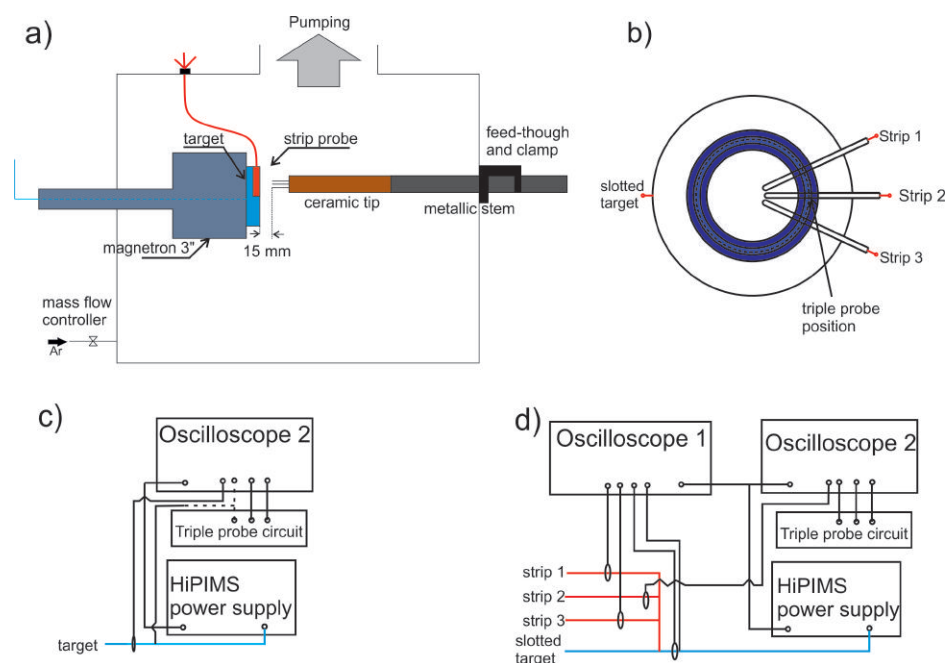 a)
Pumping
target
strip probe
feed-though
and clamp
ceramic tip
metallic stem
magnetron 3"
15 mm
mass flow
controller
Ar
b)
Strip 1
slotted
target
Strip 2
Strip 3
triple probe
position
c)
Oscilloscope 2
Triple probe circuit
HiPIMS
power supply
target
d)
Oscilloscope 1
Oscilloscope 2
Triple probe circuit
strip 1
strip 2
strip 3
slotted
target
HiPIMS
power supply